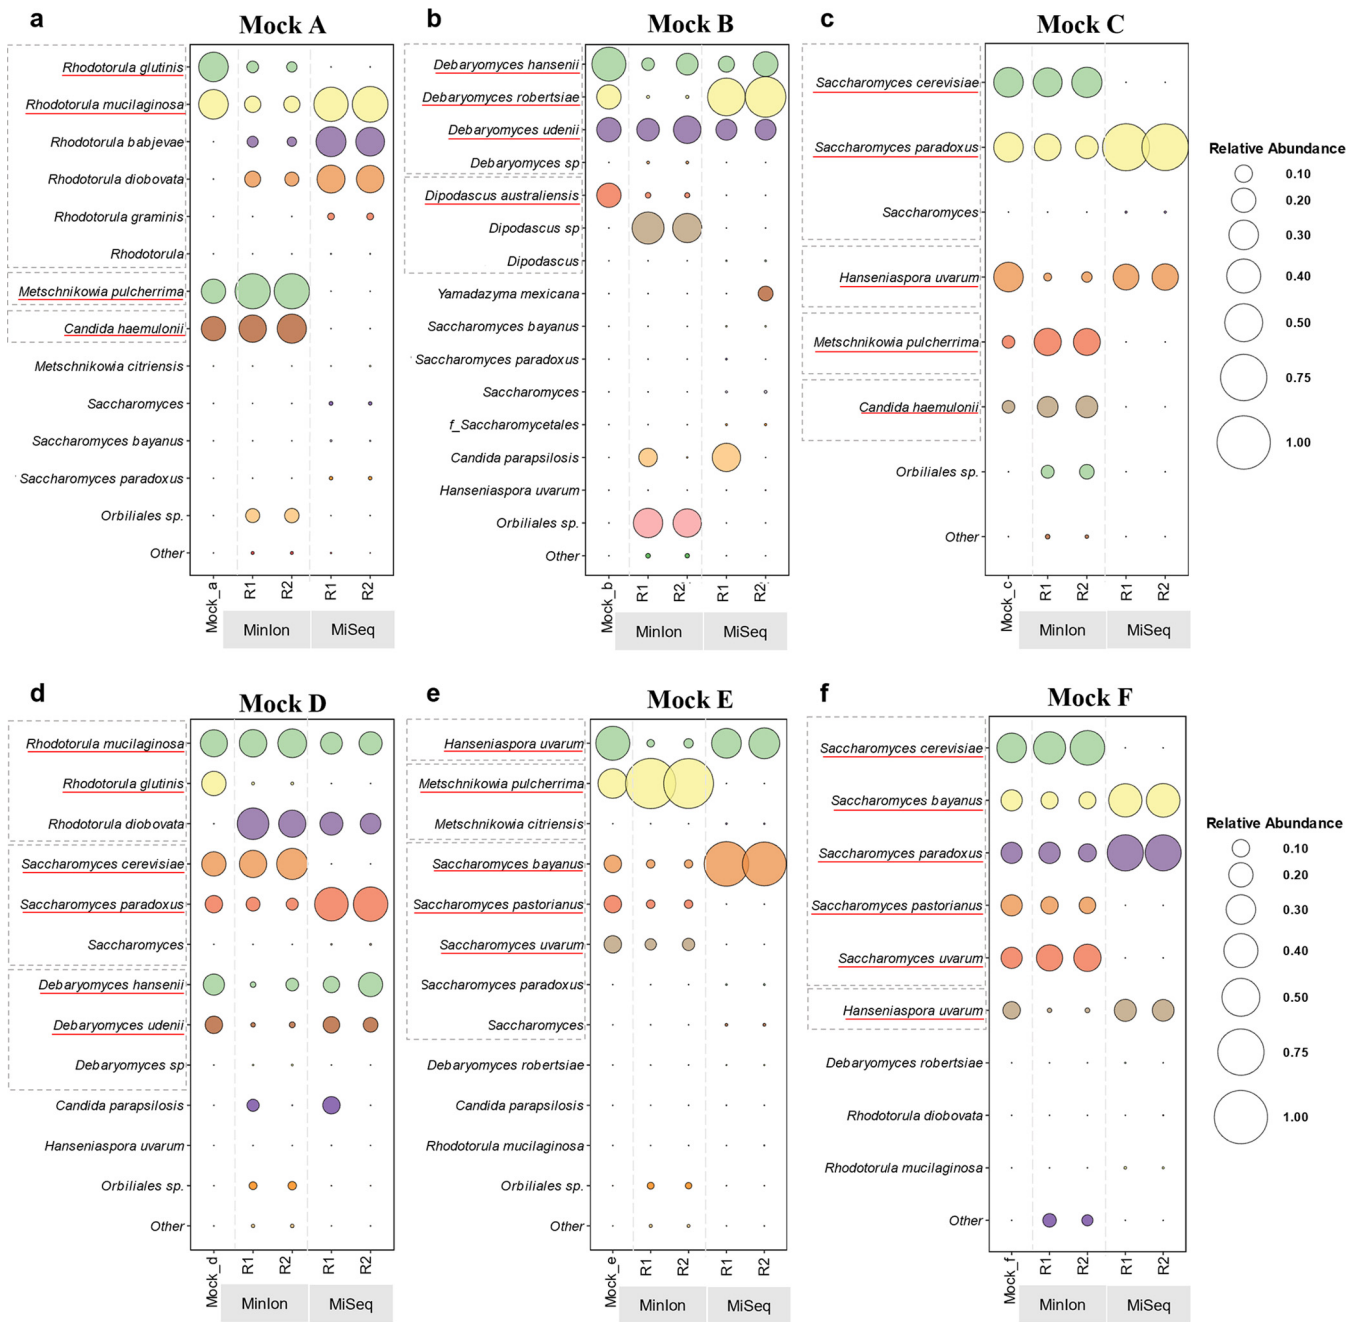 a
Mock A
Rhodotorula glutinis
Rhodotorula mucilaginosa
Rhodotorula babjevae
Rhodotorula diobovata
Rhodotorula graminis
Rhodotorula
Metschnikowia pulcherrima
Candida haemulonii
Metschnikowia citriensis
Saccharomyces
Saccharomyces bayanus
Saccharomyces paradoxus
Orbiliales sp.
Other
Mock_a
R1
R2
R1
R2
MinIon
MiSeq
b
Mock B
Debaryomyces hansenii
Debaryomyces robertsiae
Debaryomyces udenii
Debaryomyces sp
Dipodascus australiensis
Dipodascus sp
Dipodascus
Yamadazyma mexicana
Saccharomyces bayanus
Saccharomyces paradoxus
Saccharomyces
f_Saccharomycetales
Candida parapsilosis
Hanseniaspora uvarum
Orbiliales sp.
Other
Mock_b
R1
R2
R1
R2
MinIon
MiSeq
c
Mock C
Saccharomyces cerevisiae
Saccharomyces paradoxus
Saccharomyces
Hanseniaspora uvarum
Metschnikowia pulcherrima
Candida haemulonii
Orbiliales sp.
Other
Mock_c
R1
R2
R1
R2
MinIon
MiSeq
Relative Abundance
0.10
0.20
0.30
0.40
0.50
0.75
1.00
d
Mock D
Rhodotorula mucilaginosa
Rhodotorula glutinis
Rhodotorula diobovata
Saccharomyces cerevisiae
Saccharomyces paradoxus
Saccharomyces
Debaryomyces hansenii
Debaryomyces udenii
Debaryomyces sp
Candida parapsilosis
Hanseniaspora uvarum
Orbiliales sp.
Other
Mock_d
R1
R2
R1
R2
MinIon
MiSeq
e
Mock E
Hanseniaspora uvarum
Metschnikowia pulcherrima
Metschnikowia citriensis
Saccharomyces bayanus
Saccharomyces pastorianus
Saccharomyces uvarum
Saccharomyces paradoxus
Saccharomyces
Debaryomyces robertsiae
Candida parapsilosis
Rhodotorula mucilaginosa
Orbiliales sp.
Other
Mock_e
R1
R2
R1
R2
MinIon
MiSeq
f
Mock F
Saccharomyces cerevisiae
Saccharomyces bayanus
Saccharomyces paradoxus
Saccharomyces pastorianus
Saccharomyces uvarum
Hanseniaspora uvarum
Debaryomyces robertsiae
Rhodotorula diobovata
Rhodotorula mucilaginosa
Other
Mock_f
R1
R2
R1
R2
MinIon
MiSeq
Relative Abundance
0.10
0.20
0.30
0.40
0.50
0.75
1.00